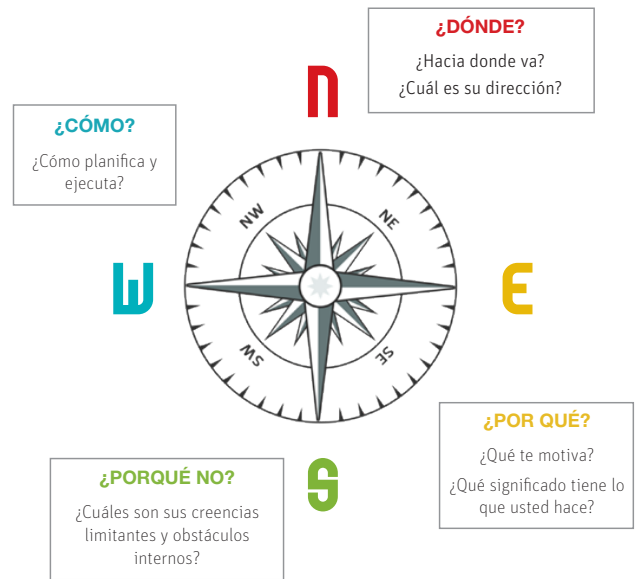 ¿DÓNDE?
¿Hacia donde va?
¿Cuál es su dirección?
N
¿CÓMO?
¿Cómo planifica y
ejecuta?
NW
NE
W
E
SW
SE
¿POR QUÉ?
¿Qué te motiva?
¿Qué significado tiene lo
que usted hace?
S
¿PORQUÉ NO?
¿Cuáles son sus creencias
limitantes y obstáculos
internos?